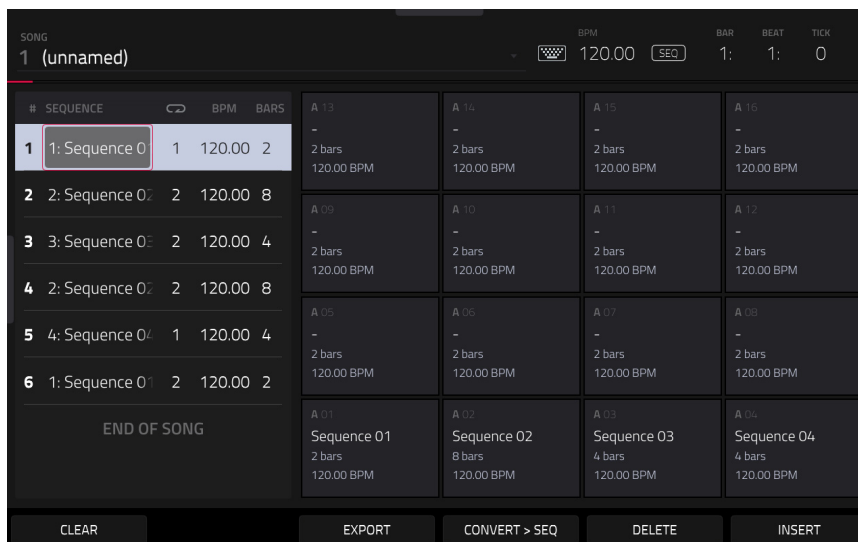 SONG
1 (unnamed)
BPM
120.00 SEQ
BAR BEAT TICK
1: 1: 0
# SEQUENCE BPM BARS
1 1: Sequence 01 1 120.00 2
2 2: Sequence 02 2 120.00 8
3 3: Sequence 03 2 120.00 4
4 2: Sequence 02 2 120.00 8
5 4: Sequence 04 1 120.00 4
6 1: Sequence 01 2 120.00 2
END OF SONG
A 13
-
2 bars
120.00 BPM
A 14
-
2 bars
120.00 BPM
A 15
-
2 bars
120.00 BPM
A 16
-
2 bars
120.00 BPM
A 09
-
2 bars
120.00 BPM
A 10
-
2 bars
120.00 BPM
A 11
-
2 bars
120.00 BPM
A 12
-
2 bars
120.00 BPM
A 05
-
2 bars
120.00 BPM
A 06
-
2 bars
120.00 BPM
A 07
-
2 bars
120.00 BPM
A 08
-
2 bars
120.00 BPM
A 01
Sequence 01
2 bars
120.00 BPM
A 02
Sequence 02
8 bars
120.00 BPM
A 03
Sequence 03
4 bars
120.00 BPM
A 04
Sequence 04
4 bars
120.00 BPM
CLEAR EXPORT CONVERT > SEQ DELETE INSERT